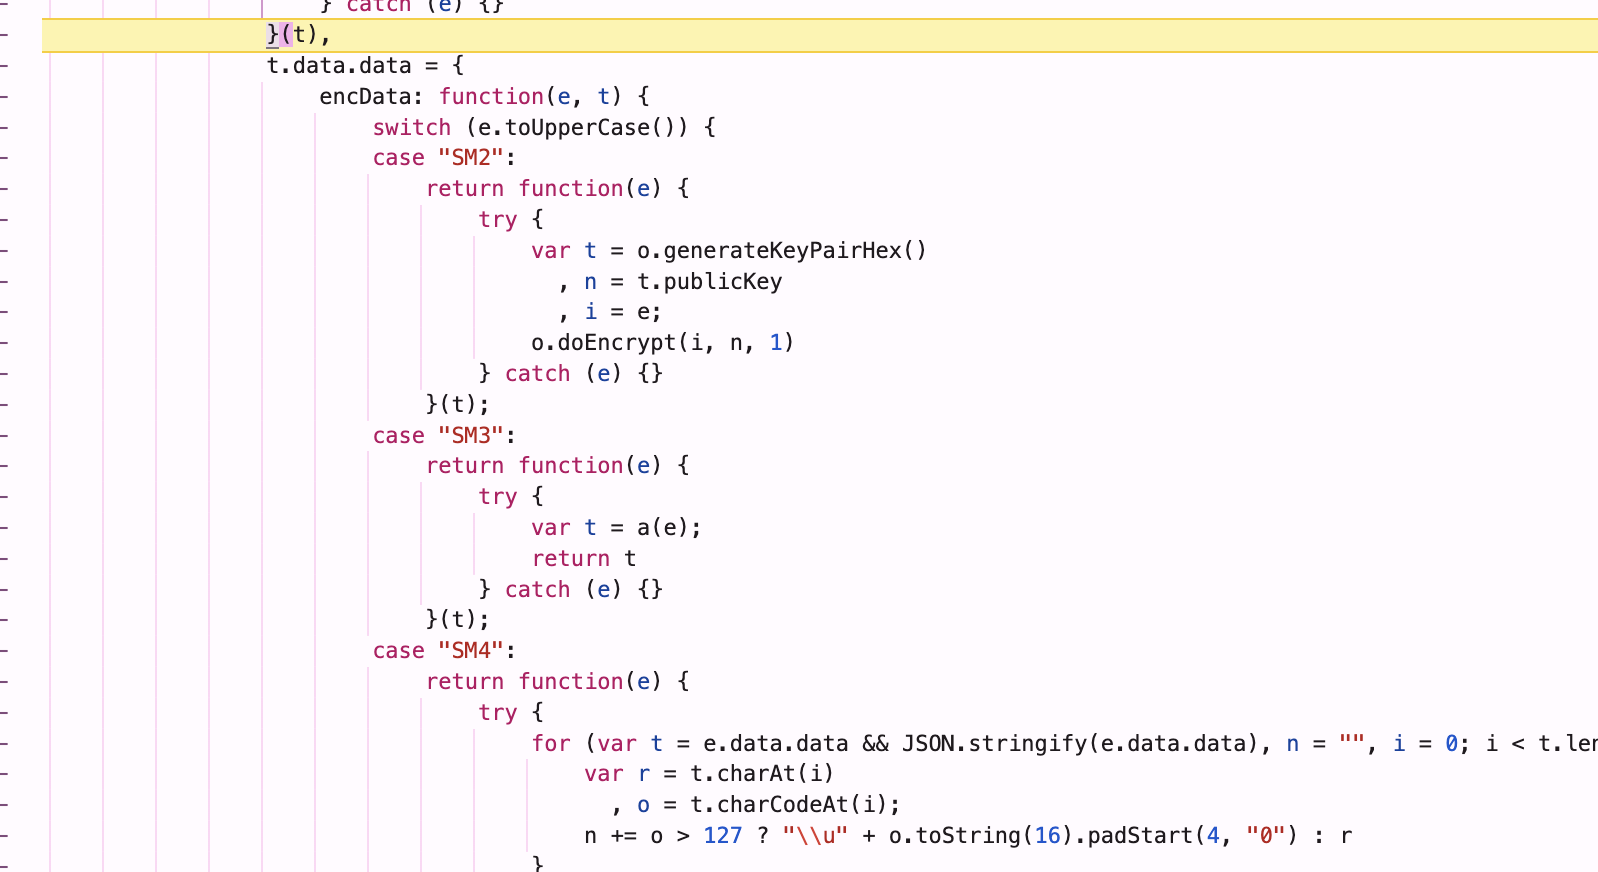 } catch (e) {}
}(t),
t.data.data = {
encData: function(e, t) {
switch (e.toUpperCase()) {
case "SM2":
return function(e) {
try {
var t = o.generateKeyPairHex()
, n = t.publicKey
, i = e;
o.doEncrypt(i, n, 1)
} catch (e) {}
}(t);
case "SM3":
return function(e) {
try {
var t = a(e);
return t
} catch (e) {}
}(t);
case "SM4":
return function(e) {
try {
for (var t = e.data.data && JSON.stringify(e.data.data), n = "", i = 0; i < t.len
var r = t.charAt(i)
, o = t.charCodeAt(i);
n += o > 127 ? "\\u" + o.toString(16).padStart(4, "0") : r
}